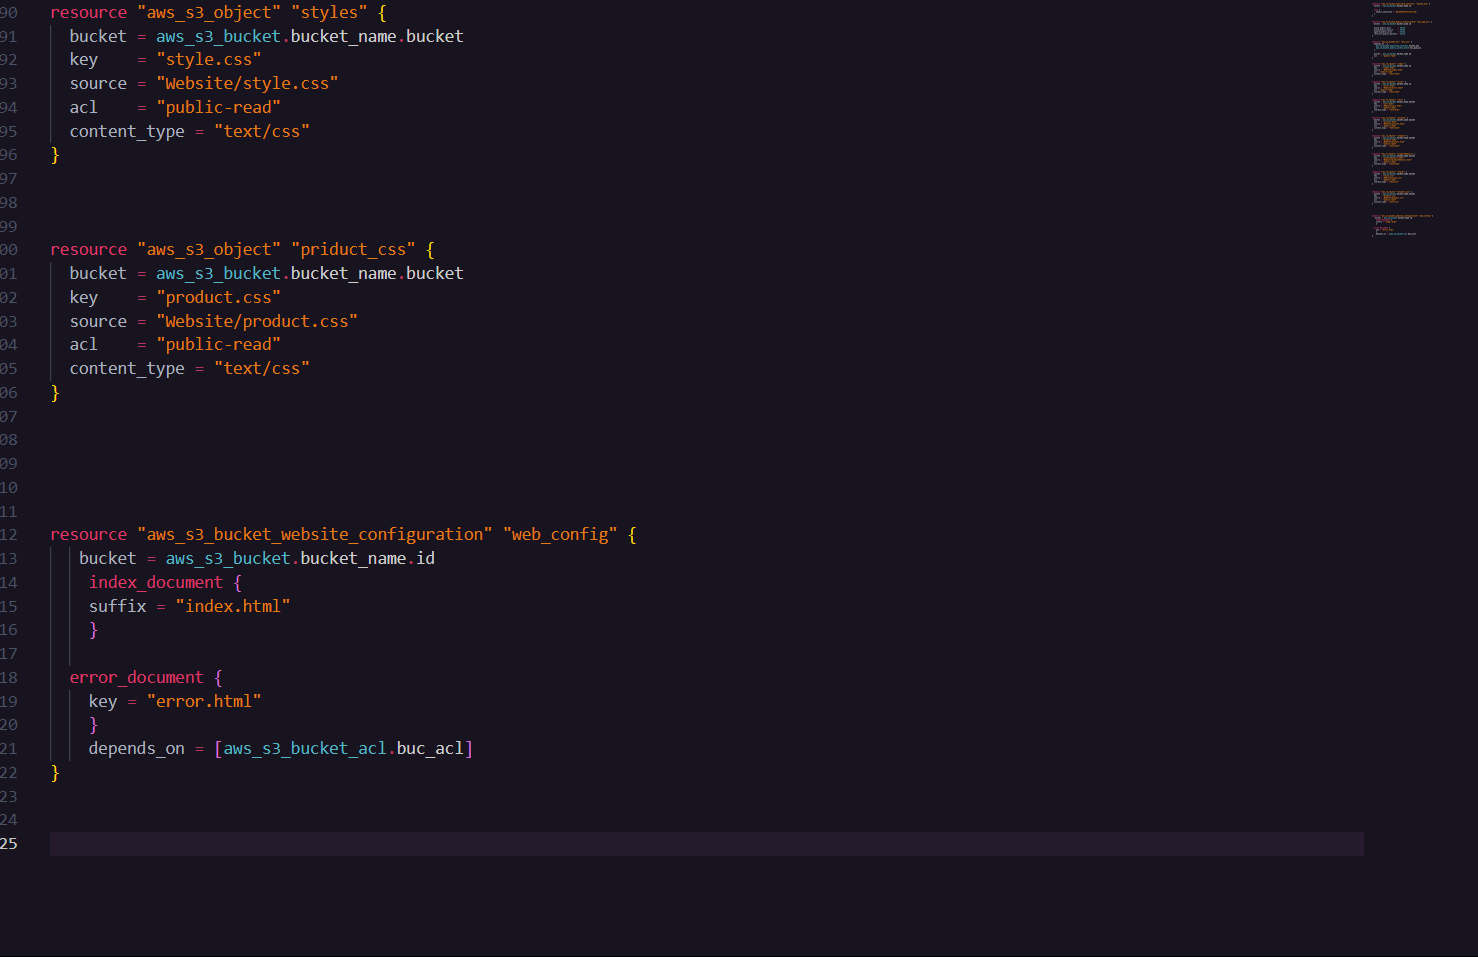 90 resource "aws_s3_object" "styles" {
91 bucket = aws_s3_bucket.bucket_name.bucket
92 key    = "style.css"
93 source = "Website/style.css"
94 acl    = "public-read"
95 content_type = "text/css"
96 }
97
98
99
00 resource "aws_s3_object" "priduct_css" {
01 bucket = aws_s3_bucket.bucket_name.bucket
02 key    = "product.css"
03 source = "Website/product.css"
04 acl    = "public-read"
05 content_type = "text/css"
06 }
07
08
09
10
11
12 resource "aws_s3_bucket_website_configuration" "web_config" {
13 bucket = aws_s3_bucket.bucket_name.id
14 index_document {
15 suffix = "index.html"
16 }
17
18 error_document {
19 key = "error.html"
20 }
21 depends_on = [aws_s3_bucket_acl.buc_acl]
22 }
23
24
25